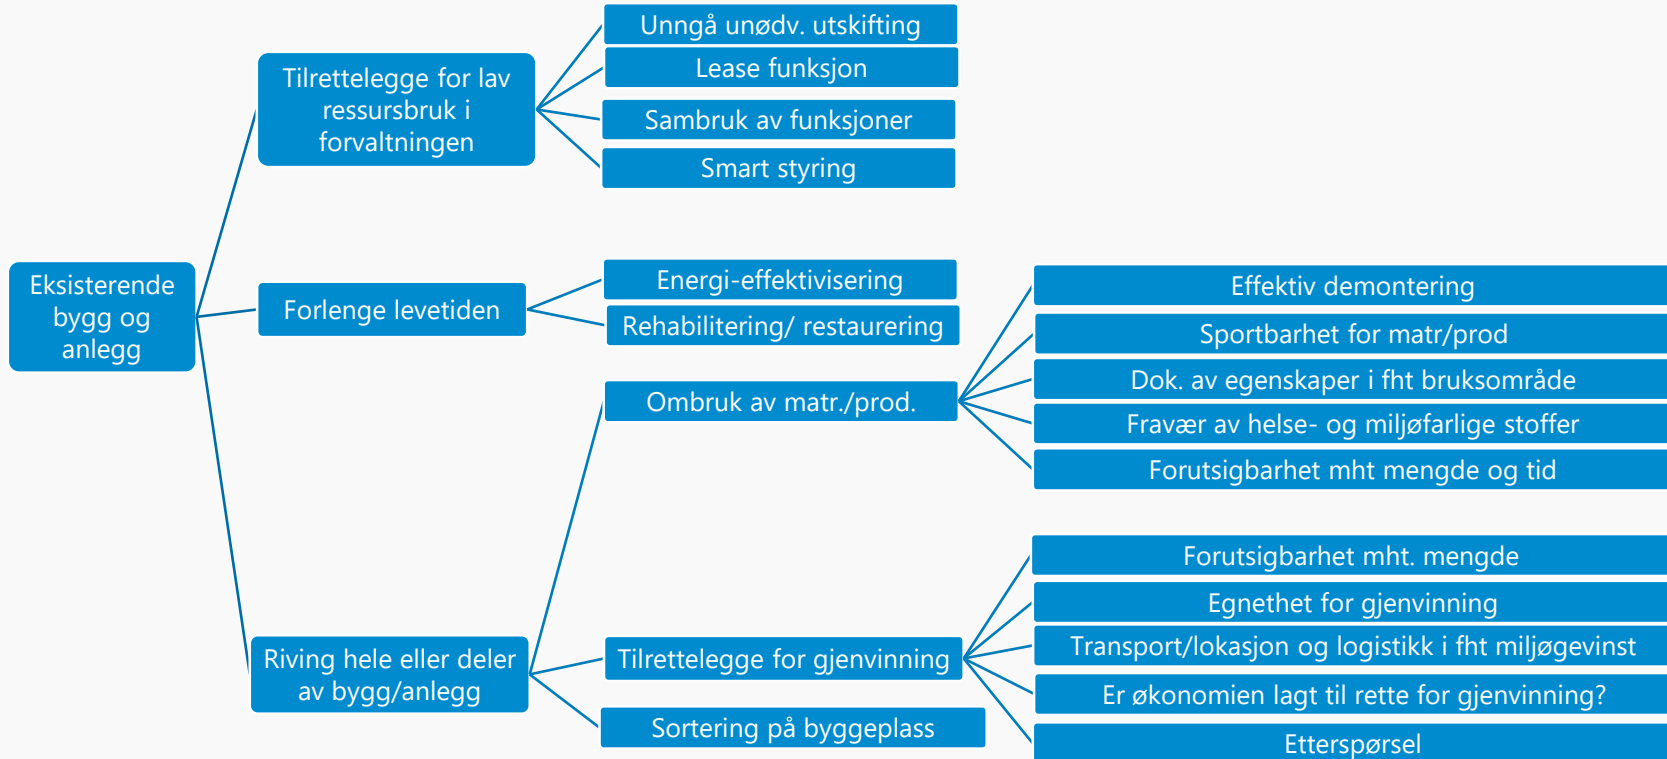 Eksisterende
bygg og
anlegg
Tilrettelegge for lav
ressursbruk i
forvaltningen
Unngå unødv. utskifting
Lease funksjon
Sambruk av funksjoner
Smart styring
Forlenge levetiden
Energi-effektivisering
Rehabilitering/ restaurering
Riving hele eller deler
av bygg/anlegg
Ombruk av matr./prod.
Effektiv demontering
Sportbarhet for matr/prod
Dok. av egenskaper i fht bruksområde
Fravær av helse- og miljøfarlige stoffer
Forutsigbarhet mht mengde og tid
Tilrettelegge for gjenvinning
Forutsigbarhet mht. mengde
Egnethet for gjenvinning
Transport/lokasjon og logistikk i fht miljøgevinst
Er økonomien lagt til rette for gjenvinning?
Etterspørsel
Sortering på byggeplass